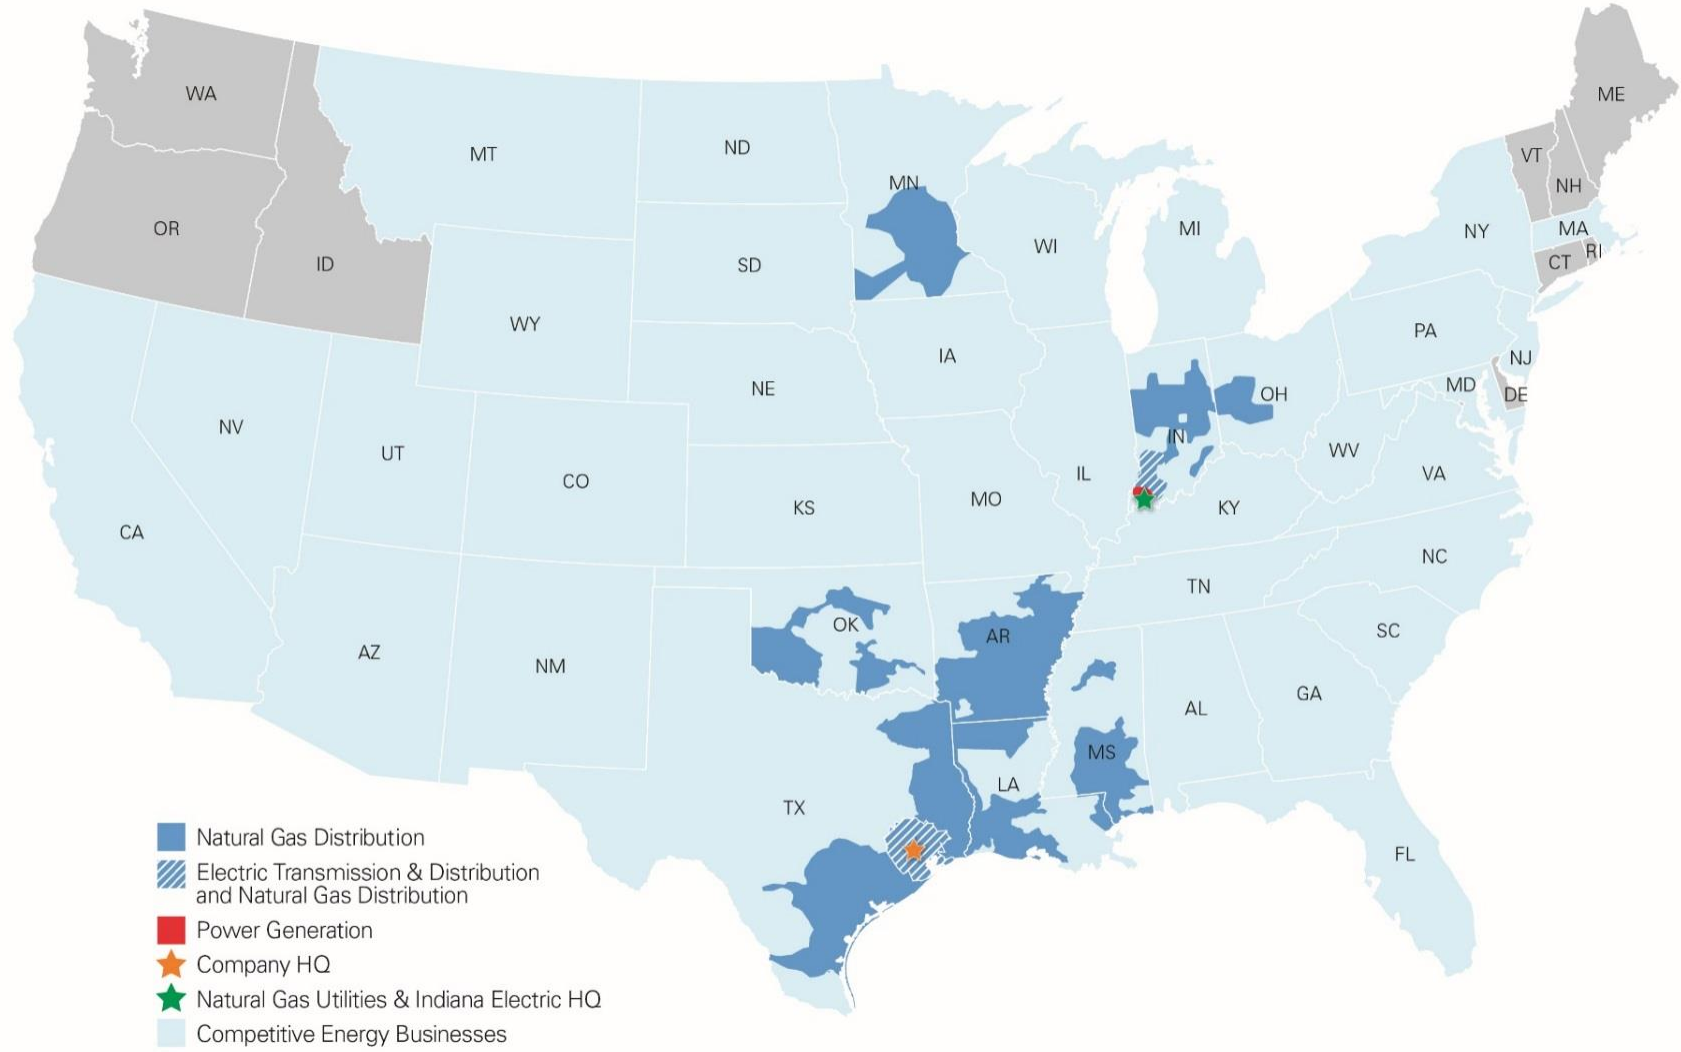 WA
ME
MT
ND
VT
MN
NH
OR
MI
MA
NY
WI
RI
ID
CT
SD
WY
PA
IA
NJ
NE
MD
OH
DE
NV
IN
UT
WV
IL
VA
CO
MO
KS
KY
CA
NC
TN
OK
SC
AR
AZ
NM
GA
AL
MS
LA
TX
FL
Natural Gas Distribution
Electric Transmission & Distribution
and Natural Gas Distribution
Power Generation
Company HQ
Natural Gas Utilities & Indiana Electric HQ
Competitive Energy Businesses